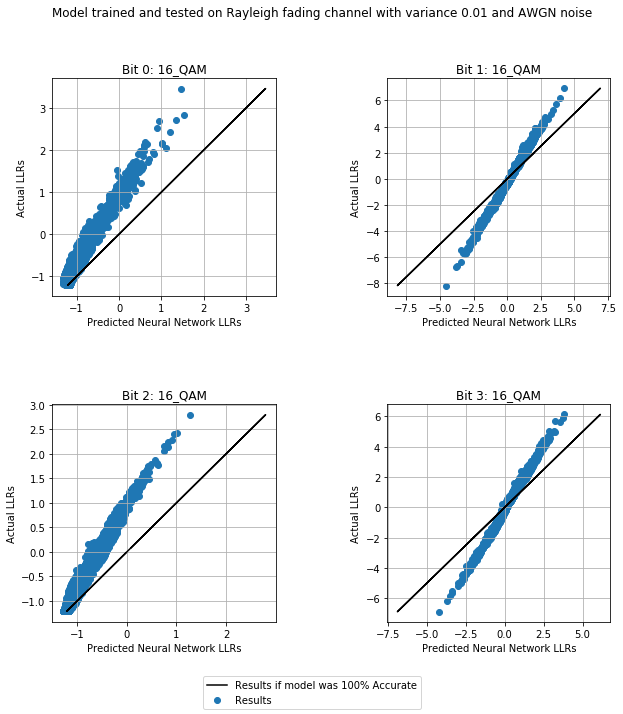 LLR Model trained and tested on Rayleigh fading channel with variance 0.01 and AWGN noise
Bit 0: 16_QAM
Actual LLRs
3
2
1
0
−1
−1 0 1 2 3
Predicted Neural Network LLRs
Bit 1: 16_QAM
Actual LLRs
6
4
2
0
−2
−4
−6
−8
−7.5 −5.0 −2.5 0.0 2.5 5.0 7.5
Predicted Neural Network LLRs
Bit 2: 16_QAM
Actual LLRs
3.0
2.5
2.0
1.5
1.0
0.5
0.0
−0.5
−1.0
−1 0 1 2
Predicted Neural Network LLRs
Bit 3: 16_QAM
Actual LLRs
6
4
2
0
−2
−4
−6
−7.5 −5.0 −2.5 0.0 2.5 5.0
Predicted Neural Network LLRs
Results if model was 100% Accurate
Results